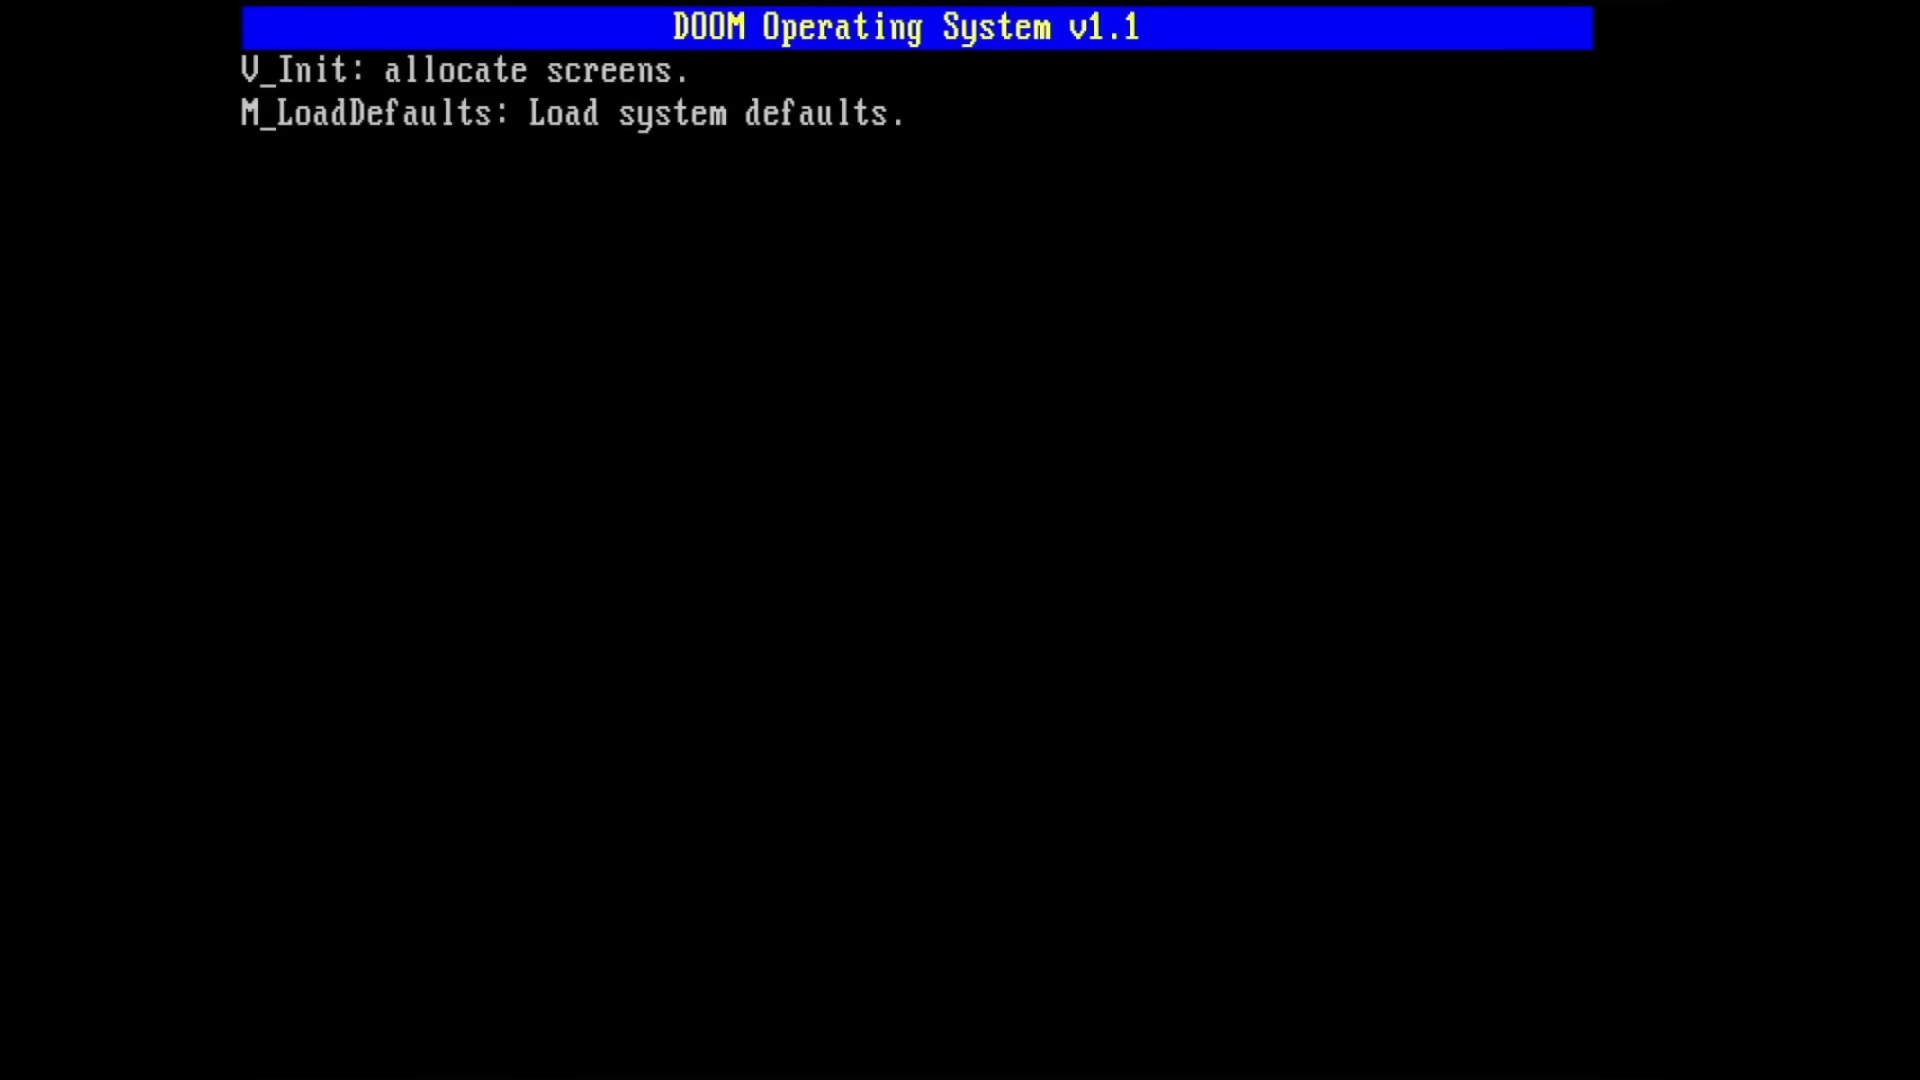 DOOM Operating System v1.1
V_Init: allocate screens.
M_LoadDefaults: Load system defaults.